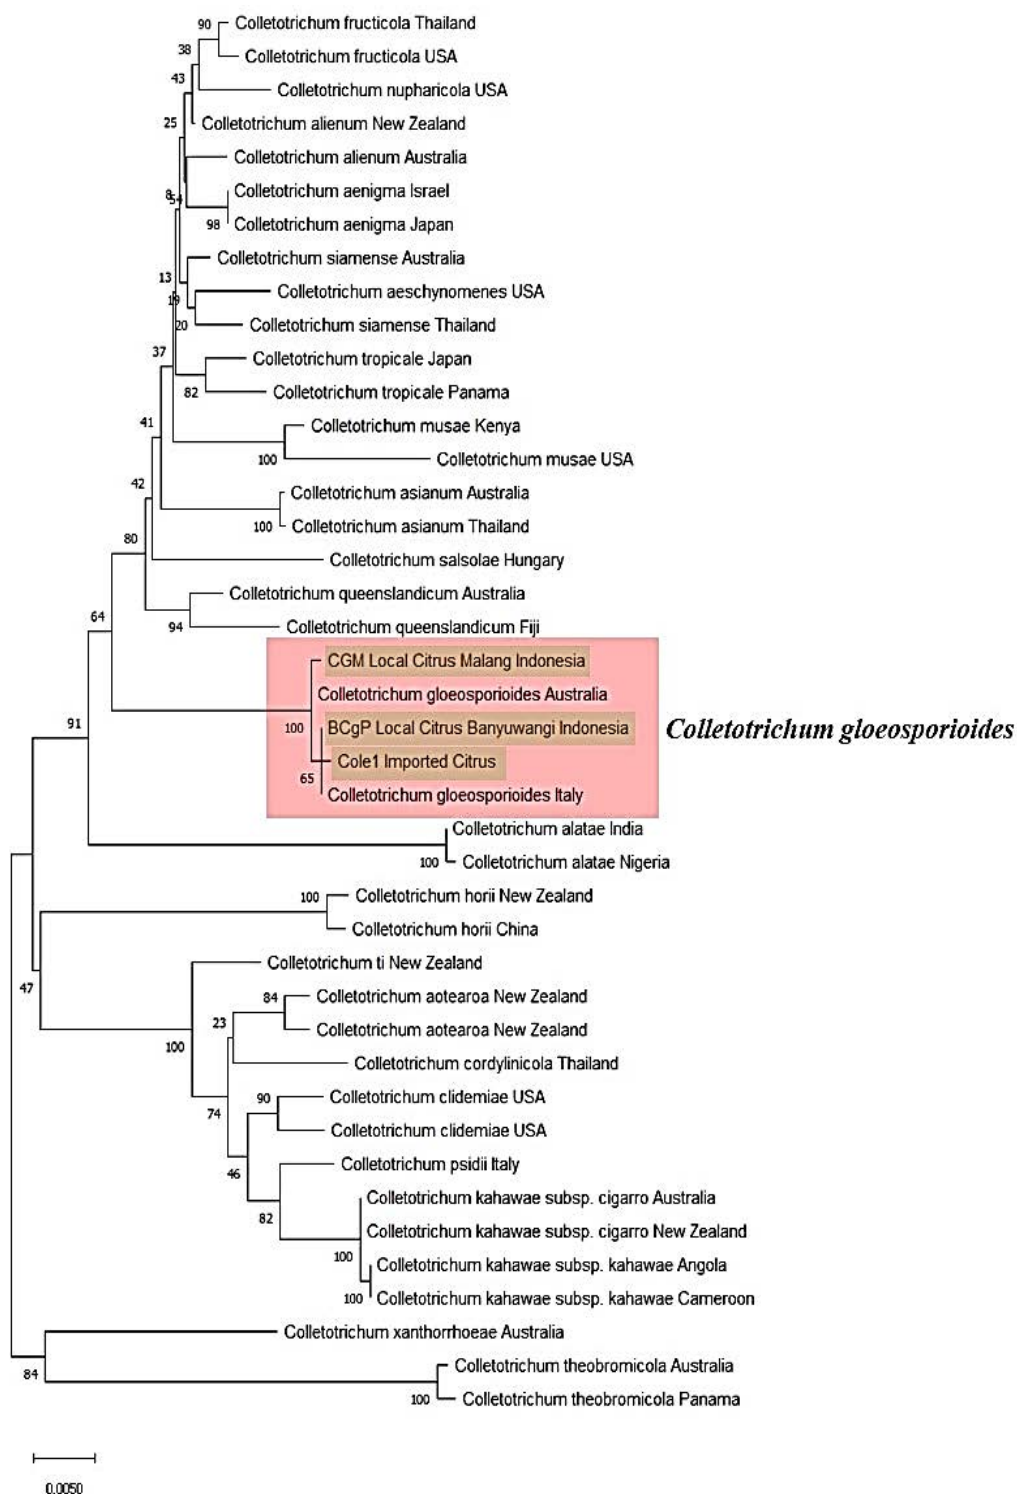 90 Colletotrichum fructicola Thailand
38 Colletotrichum fructicola USA
43 Colletotrichum nupharicola USA
25 Colletotrichum alienum New Zealand
Colletotrichum alienum Australia
8 54 Colletotrichum aenigma Israel
98 Colletotrichum aenigma Japan
Colletotrichum siamense Australia
13 19 Colletotrichum aeschynomenes USA
20 Colletotrichum siamense Thailand
37 Colletotrichum tropicale Japan
82 Colletotrichum tropicale Panama
41 Colletotrichum musae Kenya
100 Colletotrichum musae USA
42 Colletotrichum asianum Australia
100 Colletotrichum asianum Thailand
80 Colletotrichum salsolae Hungary
Colletotrichum queenslandicum Australia
64 94 Colletotrichum queenslandicum Fiji
CGM Local Citrus Malang Indonesia
Colletotrichum gloeosporioides Australia
91 100 BCgP Local Citrus Banyuwangi Indonesia Colletotrichum gloeosporioides
Cole1 Imported Citrus
65 Colletotrichum gloeosporioides Italy
Colletotrichum alatae India
100 Colletotrichum alatae Nigeria
100 Colletotrichum horii New Zealand
Colletotrichum horii China
Colletotrichum ti New Zealand
47 84 Colletotrichum aotearoa New Zealand
23 Colletotrichum aotearoa New Zealand
100 Colletotrichum cordylinicola Thailand
90 Colletotrichum clidemiae USA
74 Colletotrichum clidemiae USA
46 Colletotrichum psidii Italy
Colletotrichum kahawae subsp. cigarro Australia
82 Colletotrichum kahawae subsp. cigarro New Zealand
100 Colletotrichum kahawae subsp. kahawae Angola
100 Colletotrichum kahawae subsp. kahawae Cameroon
Colletotrichum xanthorrhoeae Australia
84 Colletotrichum theobromicola Australia
100 Colletotrichum theobromicola Panama
0.0050